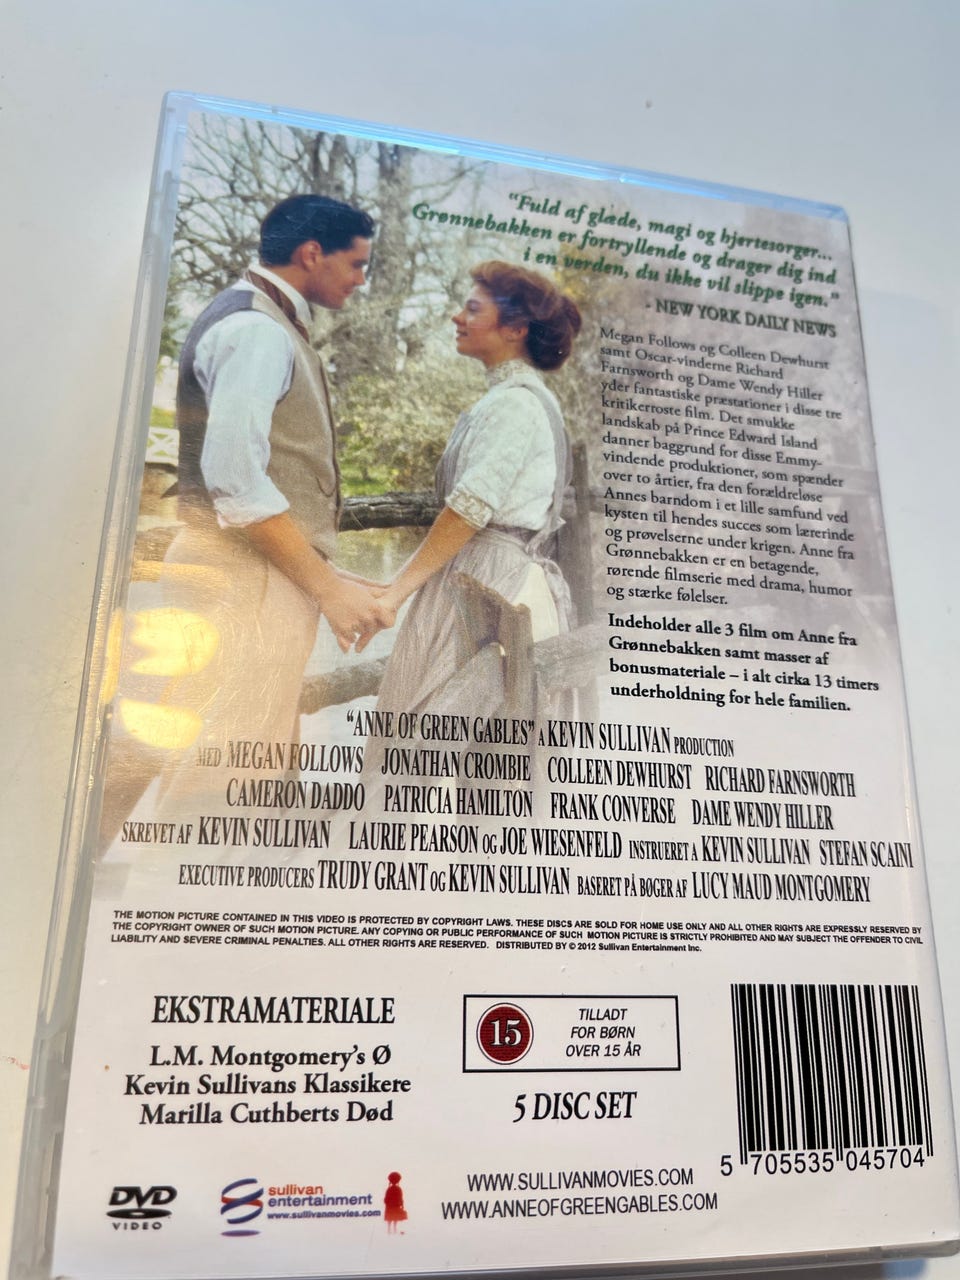 "Fuld af glæde, magi og hjertesorger...
Grønnebakken er fortryllende og drager dig ind
i en verden, du ikke vil slippe igen."
- NEW YORK DAILY NEWS
Megan Follows og Colleen Dewhurst
samt Oscar-vinderne Richard
Farnsworth og Dame Wendy Hiller
yder fantastiske præstationer i disse tre
kritikerroste film. Det smukke
landskab på Prince Edward Island
danner baggrund for disse Emmy-
vindende produktioner, som spænder
over to årtier, fra den forældreløse
Annes barndom i et lille samfund ved
kysten til hendes succes som lærerinde
og prøvelserne under krigen. Anne fra
Grønnebakken er en betagende,
rørende filmserie med drama, humor
og stærke følelser.
Indeholder alle 3 film om Anne fra
Grønnebakken samt masser af
bonusmateriale – i alt cirka 13 timers
underholdning for hele familien.
"ANNE OF GREEN GABLES" A KEVIN SULLIVAN PRODUCTION
MED MEGAN FOLLOWS JONATHAN CROMBIE COLLEEN DEWHURST RICHARD FARNSWORTH
CAMERON DADDO PATRICIA HAMILTON FRANK CONVERSE DAME WENDY HILLER
SKREVET AF KEVIN SULLIVAN LAURIE PEARSON OG JOE WIESENFELD INSTRUERET A KEVIN SULLIVAN STEFAN SCAINI
EXECUTIVE PRODUCERS TRUDY GRANT OG KEVIN SULLIVAN BASERET PÅ BØGER AF LUCY MAUD MONTGOMERY
THE MOTION PICTURE CONTAINED IN THIS VIDEO IS PROTECTED BY COPYRIGHT LAWS. THESE DISCS ARE SOLD FOR HOME USE ONLY AND ALL OTHER RIGHTS ARE EXPRESSLY RESERVED BY
THE COPYRIGHT OWNER OF SUCH MOTION PICTURE. ANY COPYING OR PUBLIC PERFORMANCE OF SUCH MOTION PICTURE IS STRICTLY PROHIBITED AND MAY SUBJECT THE OFFENDER TO CIVIL
LIABILITY AND SEVERE CRIMINAL PENALTIES. ALL OTHER RIGHTS ARE RESERVED. DISTRIBUTED BY © 2012 Sullivan Entertainment Inc.
EKSTRAMATERIALE
L.M. Montgomery's Ø
Kevin Sullivans Klassikere
Marilla Cuthberts Død
15
TILLADT
FOR BØRN
OVER 15 ÅR
5 DISC SET
5 705535 045704
DVD
VIDEO
sullivan
entertainment
www.sullivanmovies.com
WWW.SULLIVANMOVIES.COM
WWW.ANNEOFGREENGABLES.COM